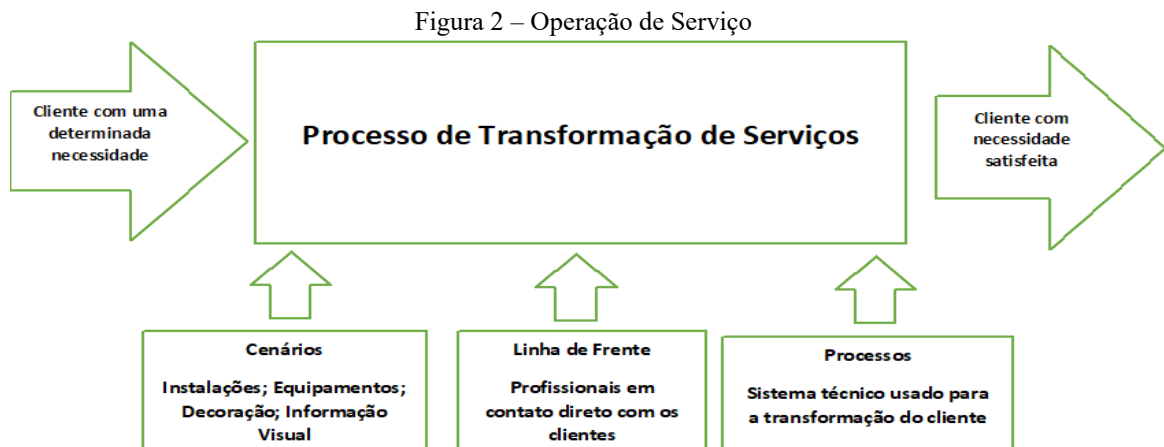 Figura 2 – Operação de Serviço
Cliente com uma
determinada
necessidade
Processo de Transformação de Serviços
Cliente com
necessidade
satisfeita
Cenários
Instalações; Equipamentos;
Decoração; Informação
Visual
Linha de Frente
Profissionais em
contato direto com os
clientes
Processos
Sistema técnico usado para
a transformação do cliente